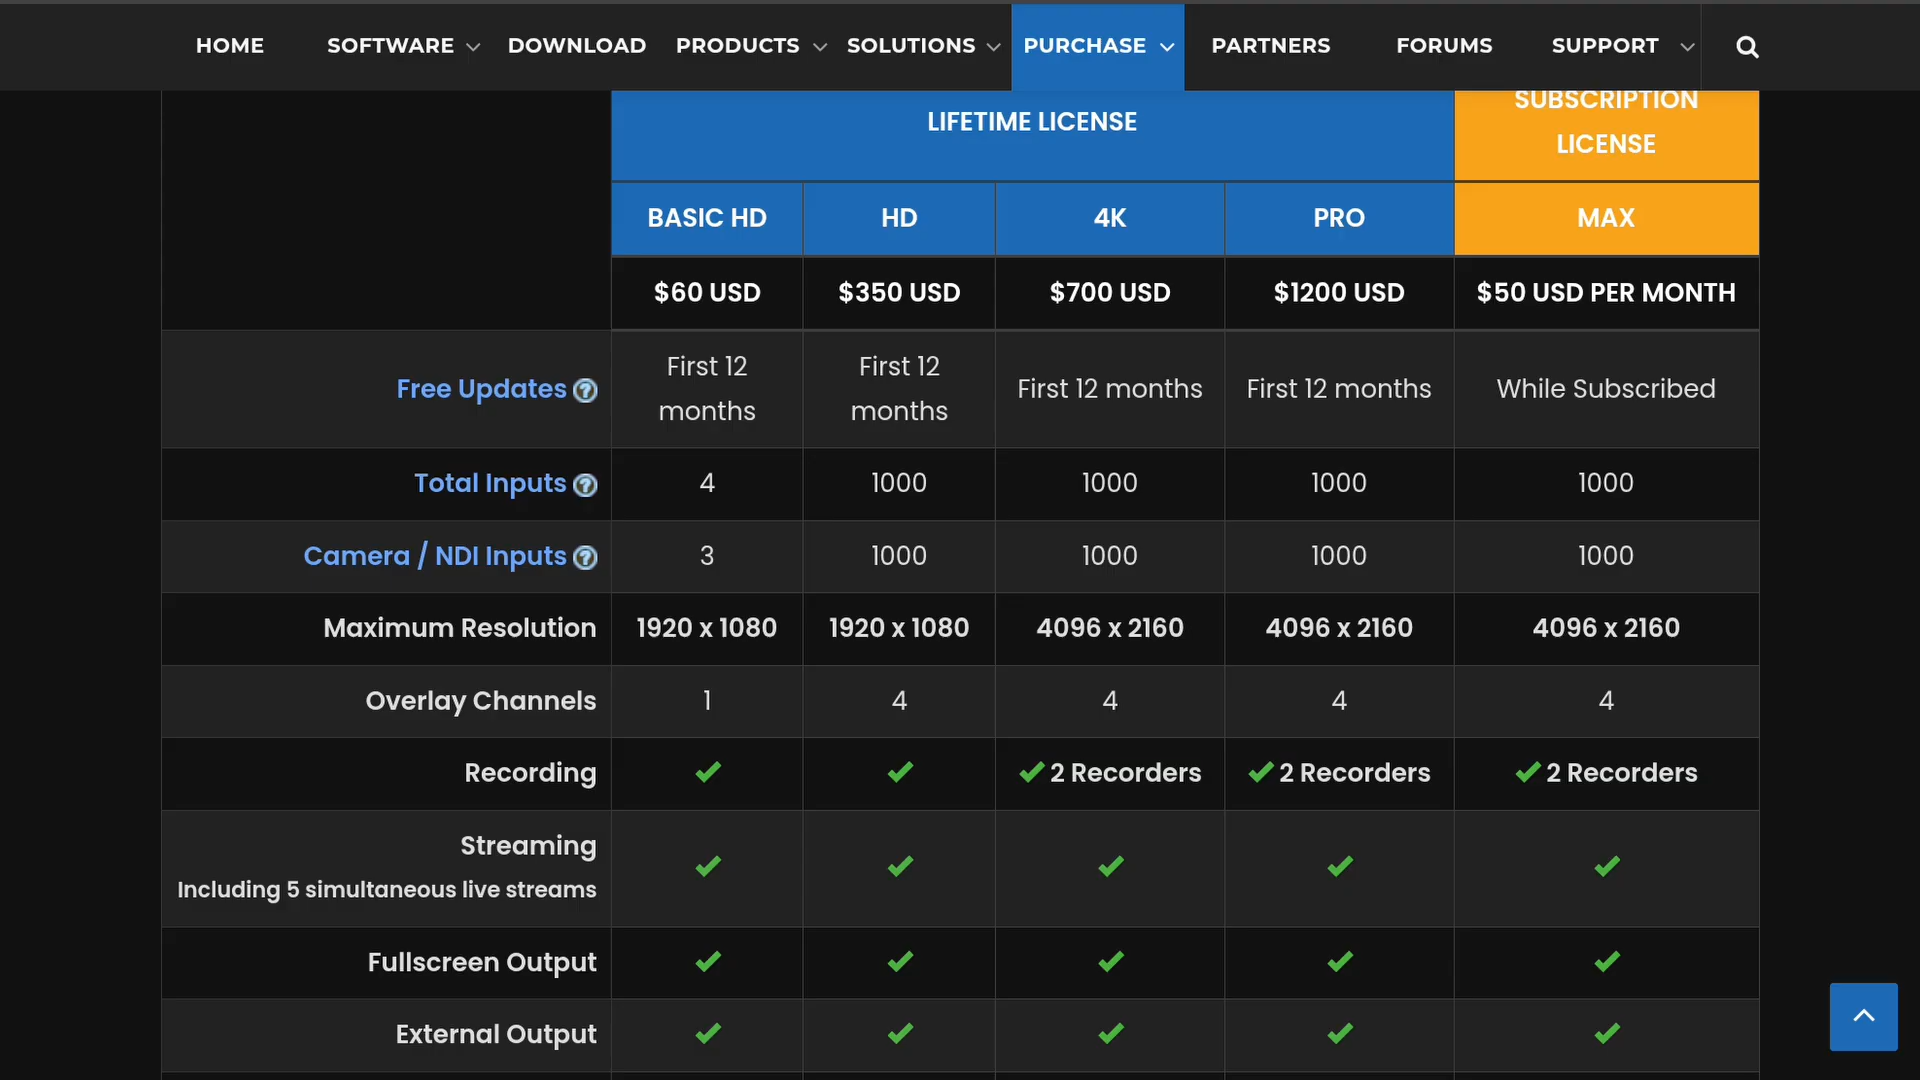 HOME SOFTWARE DOWNLOAD PRODUCTS SOLUTIONS PURCHASE PARTNERS FORUMS SUPPORT
LIFETIME LICENSE
SUBSCRIPTION
LICENSE
BASIC HD HD 4K PRO MAX
$60 USD $350 USD $700 USD $1200 USD $50 USD PER MONTH
Free Updates ? First 12 months First 12 months First 12 months First 12 months While Subscribed
Total Inputs ? 4 1000 1000 1000 1000
Camera / NDI Inputs ? 3 1000 1000 1000 1000
Maximum Resolution 1920 x 1080 1920 x 1080 4096 x 2160 4096 x 2160 4096 x 2160
Overlay Channels 1 4 4 4 4
Recording 2 Recorders 2 Recorders 2 Recorders
Streaming
Including 5 simultaneous live streams
Fullscreen Output
External Output